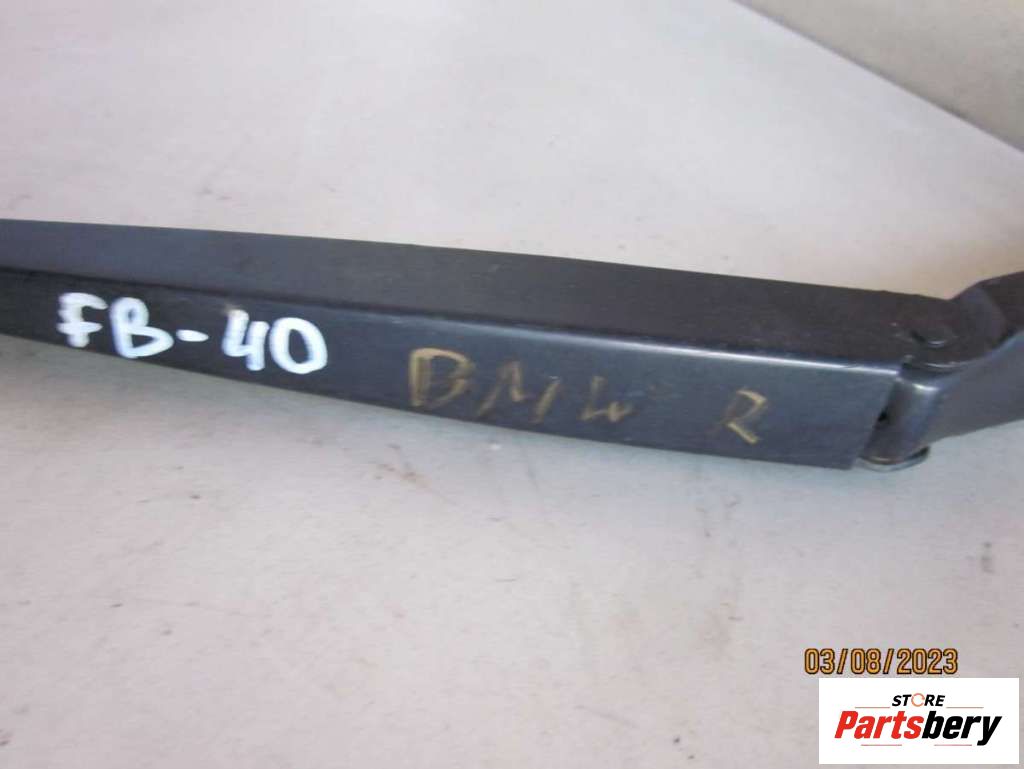 FB-40
BMW R
03/08/2023
STORE
Partsbery